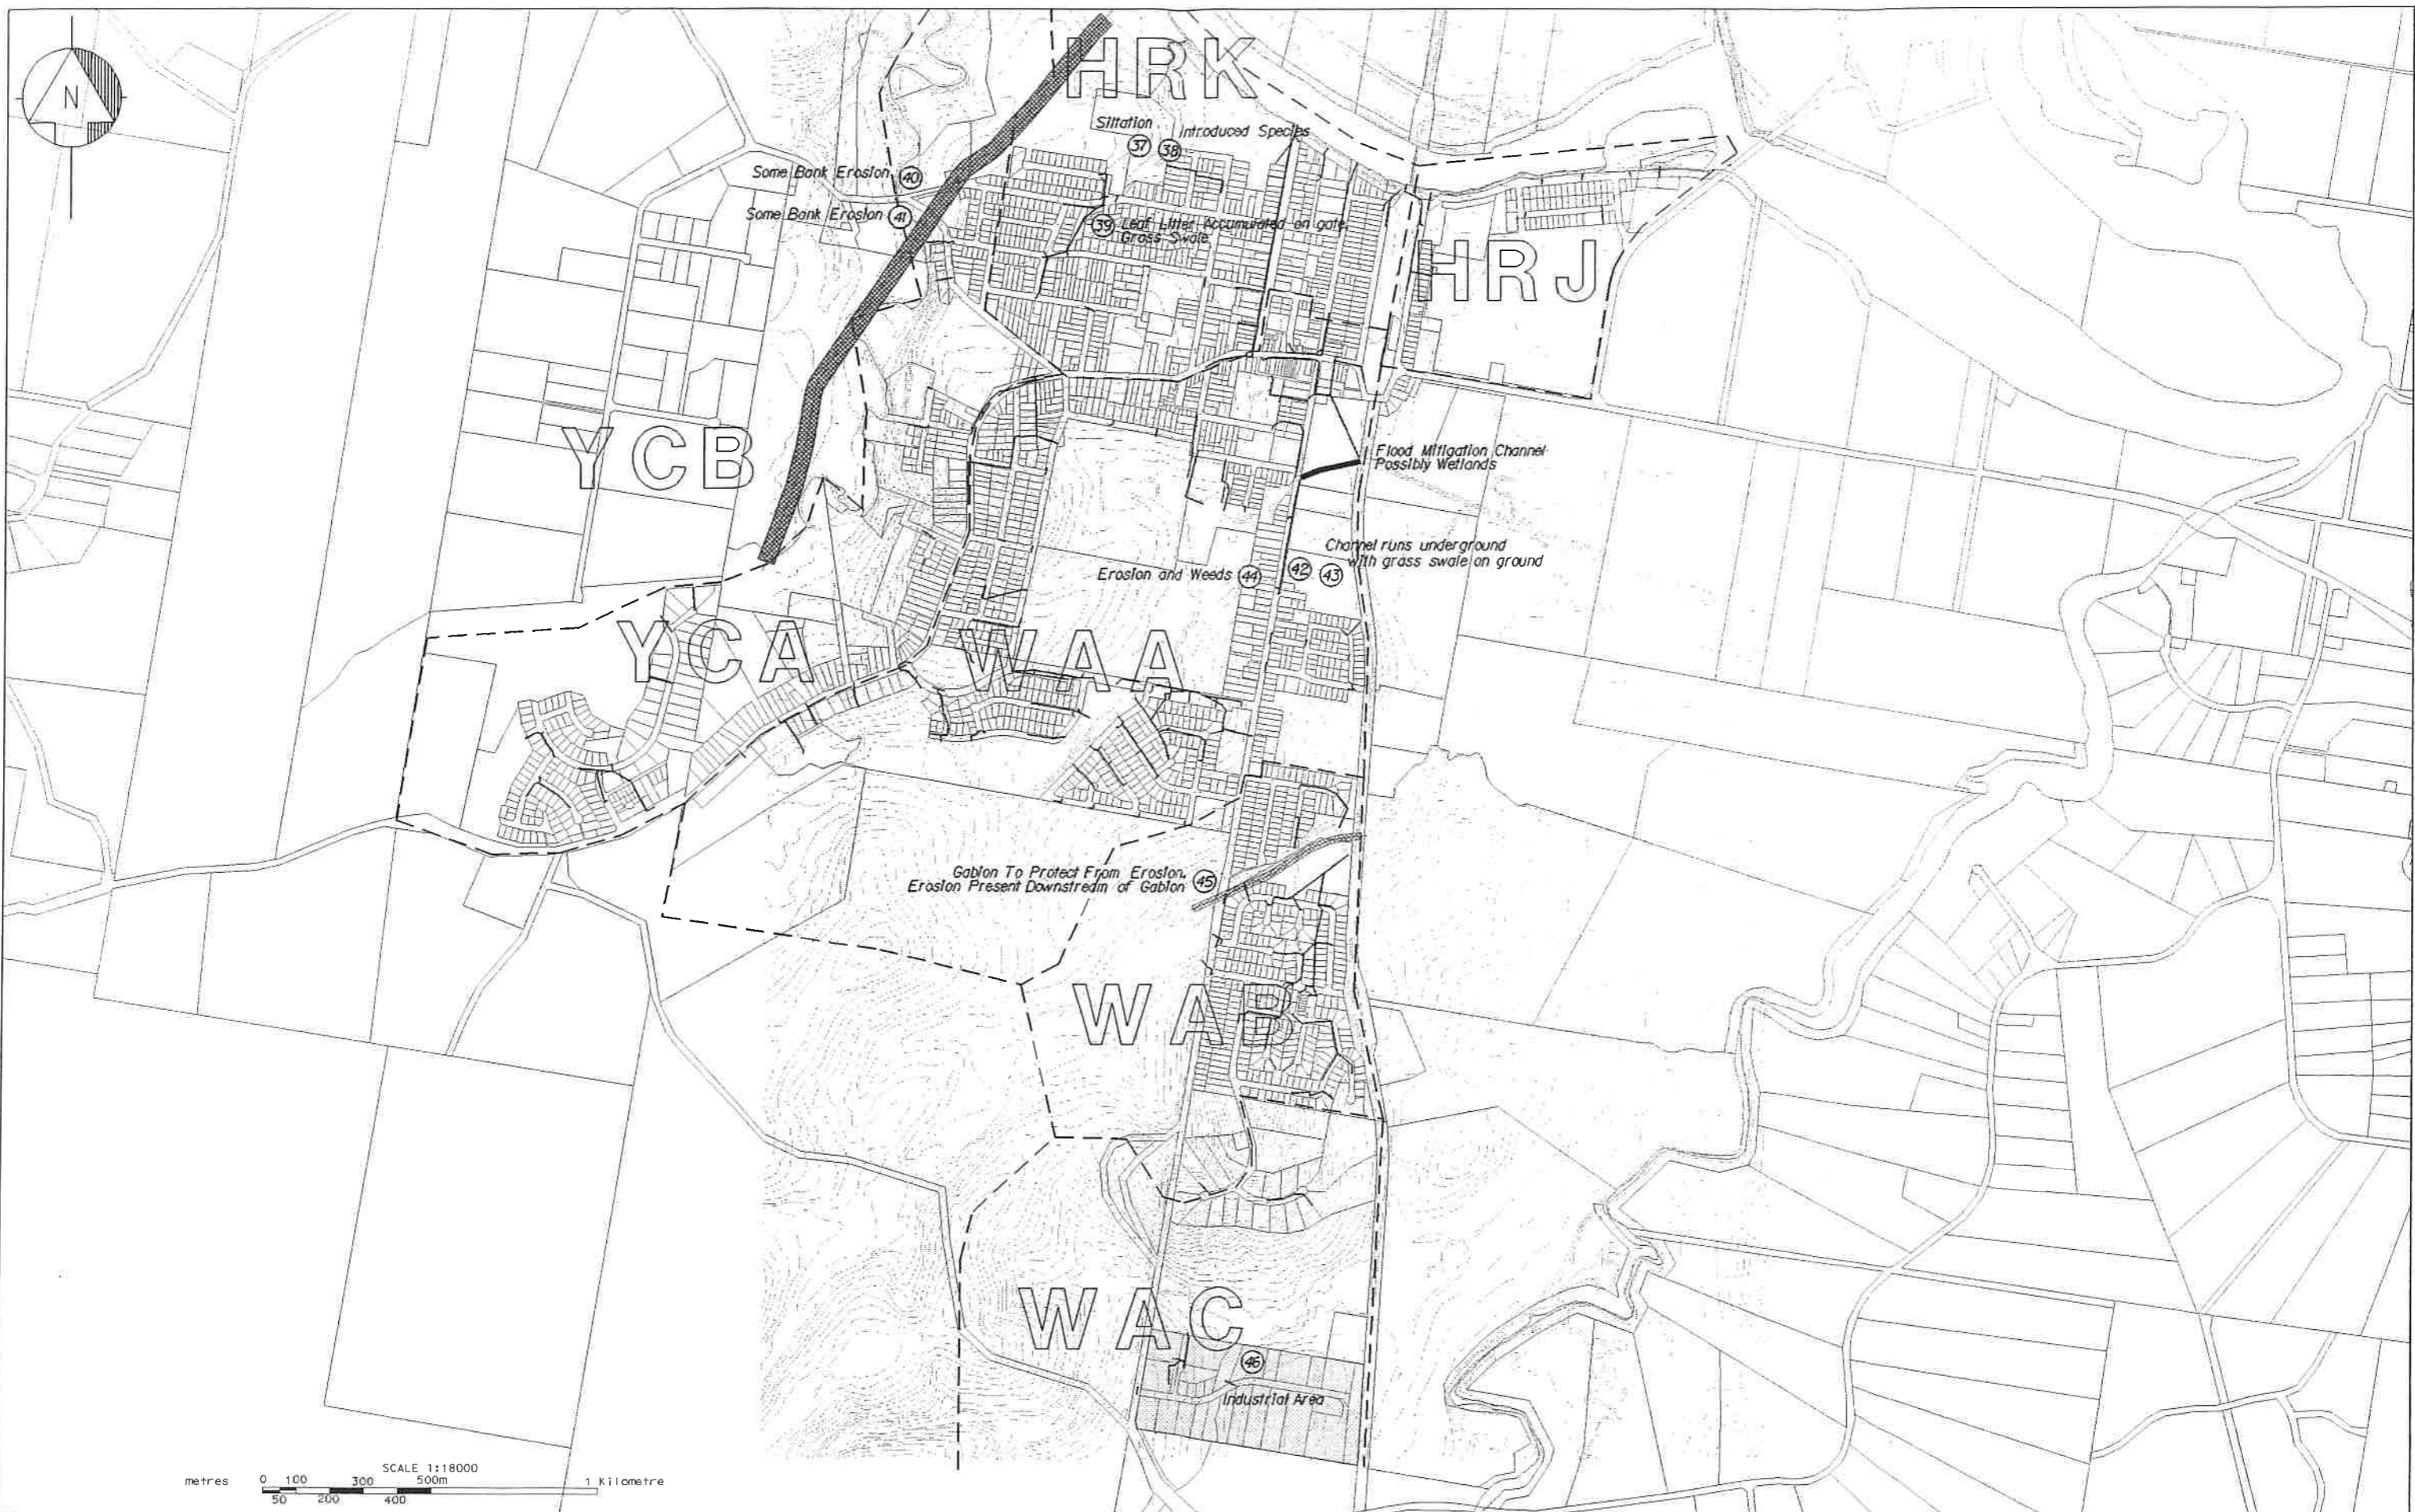 N
HRK
Siltation
Introduced Species
37
38
Some Bank Erosion 40
Some Bank Erosion 41
39 Leaf Litter Accumulated on gate.
Grass Swale
HRJ
YCB
Flood Mitigation Channel
Possibly Wetlands
Channel runs underground
with grass swale on ground
Erosion and Weeds 44
42
43
YCA
WAA
Gabion To Protect From Erosion.
Erosion Present Downstream of Gabion 45
WAB
WAC
46
Industrial Area
SCALE 1:18000
metres 0 100 300 500m 1 Kilometre
50 200 400